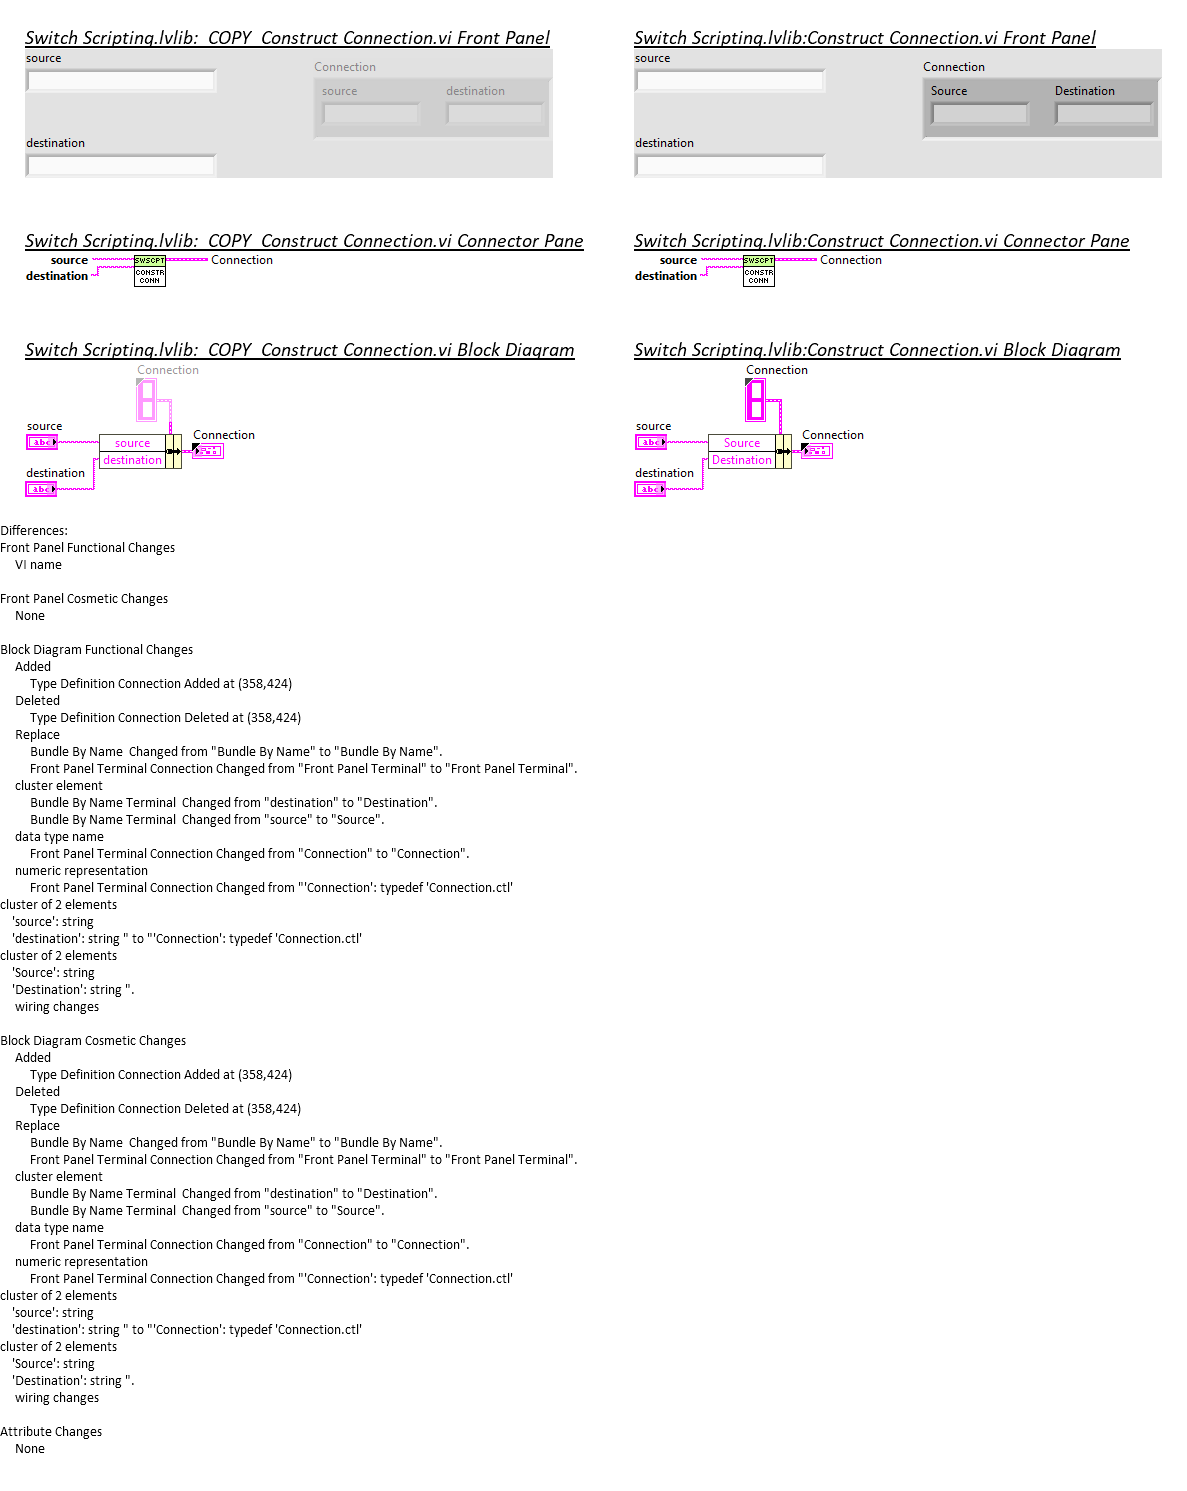 Switch Scripting.lvlib:_COPY_Construct Connection.vi Front Panel
source
Connection
source destination
destination
Switch Scripting.lvlib:Construct Connection.vi Front Panel
source
Connection
Source Destination
destination
Switch Scripting.lvlib:_COPY_Construct Connection.vi Connector Pane
source SWSCPT Connection
destination CONSTR
CONN
Switch Scripting.lvlib:Construct Connection.vi Connector Pane
source SWSCPT Connection
destination CONSTR
CONN
Switch Scripting.lvlib:_COPY_Construct Connection.vi Block Diagram
Connection
source
abc source Connection
destination destination
abc
Switch Scripting.lvlib:Construct Connection.vi Block Diagram
Connection
source
abc Source Connection
destination Destination
abc
Differences:
Front Panel Functional Changes
VI name
Front Panel Cosmetic Changes
None
Block Diagram Functional Changes
Added
Type Definition Connection Added at (358,424)
Deleted
Type Definition Connection Deleted at (358,424)
Replace
Bundle By Name  Changed from "Bundle By Name" to "Bundle By Name".
Front Panel Terminal Connection Changed from "Front Panel Terminal" to "Front Panel Terminal".
cluster element
Bundle By Name Terminal  Changed from "destination" to "Destination".
Bundle By Name Terminal  Changed from "source" to "Source".
data type name
Front Panel Terminal Connection Changed from "Connection" to "Connection".
numeric representation
Front Panel Terminal Connection Changed from "'Connection': typedef 'Connection.ctl'
cluster of 2 elements
'source': string
'destination': string " to "'Connection': typedef 'Connection.ctl'
cluster of 2 elements
'Source': string
'Destination': string ".
wiring changes
Block Diagram Cosmetic Changes
Added
Type Definition Connection Added at (358,424)
Deleted
Type Definition Connection Deleted at (358,424)
Replace
Bundle By Name  Changed from "Bundle By Name" to "Bundle By Name".
Front Panel Terminal Connection Changed from "Front Panel Terminal" to "Front Panel Terminal".
cluster element
Bundle By Name Terminal  Changed from "destination" to "Destination".
Bundle By Name Terminal  Changed from "source" to "Source".
data type name
Front Panel Terminal Connection Changed from "Connection" to "Connection".
numeric representation
Front Panel Terminal Connection Changed from "'Connection': typedef 'Connection.ctl'
cluster of 2 elements
'source': string
'destination': string " to "'Connection': typedef 'Connection.ctl'
cluster of 2 elements
'Source': string
'Destination': string ".
wiring changes
Attribute Changes
None